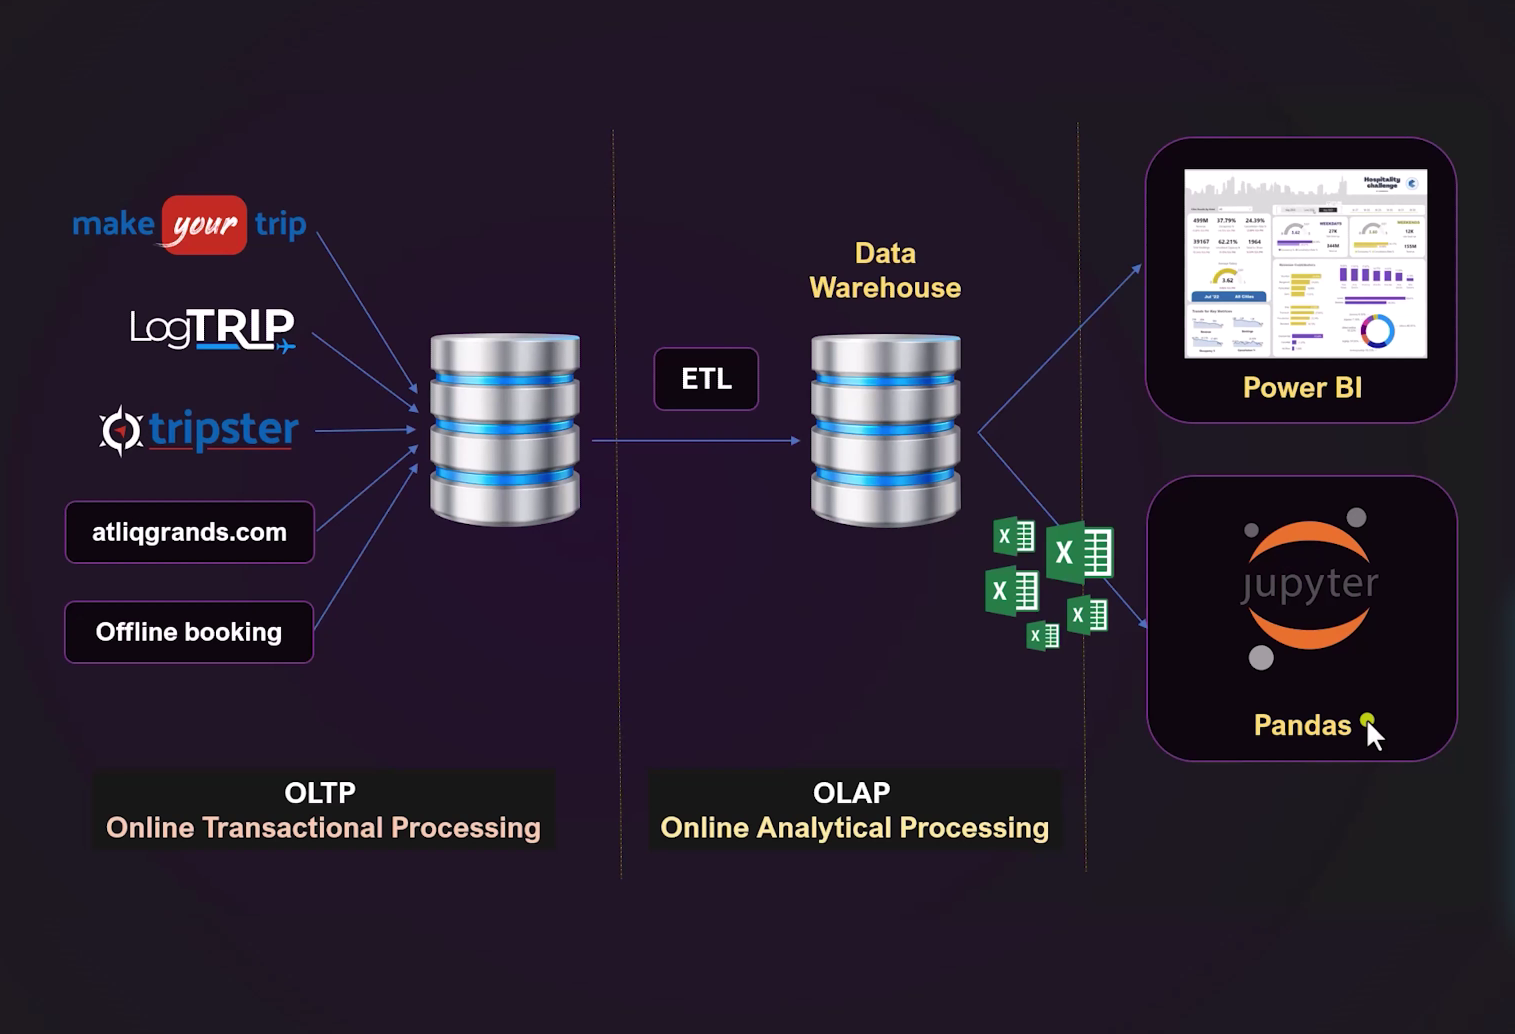 make your trip
LogTRIP
tripster
atliqgrands.com
Offline booking
ETL
Data
Warehouse
Hospitality
challenge
499M
37.79%
24.39%
39167
62.21%
1964
3.62
Power BI
jupyter
Pandas
OLTP
Online Transactional Processing
OLAP
Online Analytical Processing